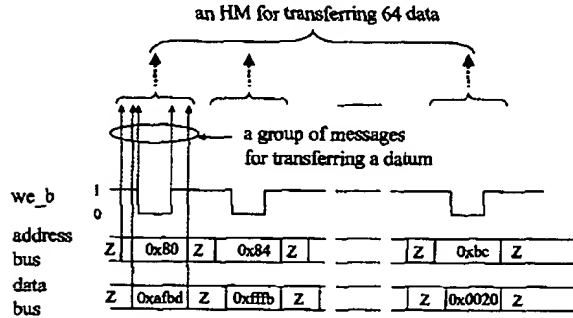 an HM for transferring 64 data
a group of messages
for transferring a datum
we_b 1
0
address bus Z 0x80 Z 0x84 Z Z 0xbc Z
data bus Z 0xafbd Z 0xfffb Z Z 0x0020 Z